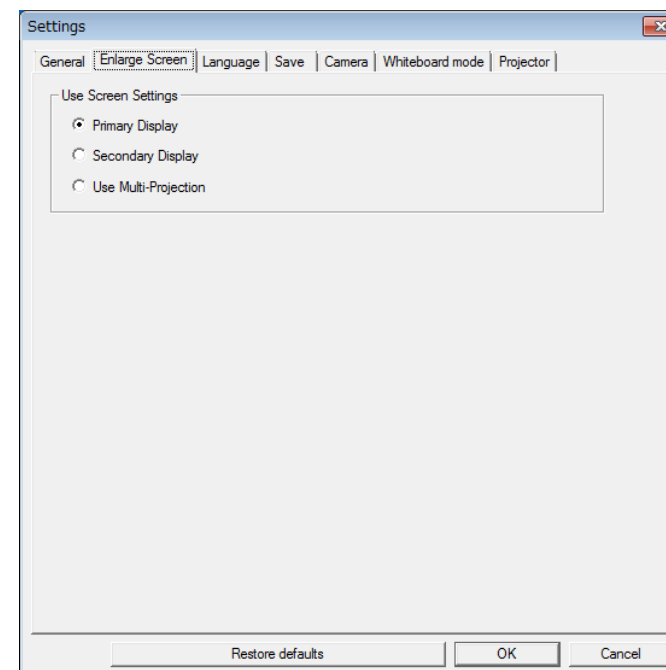 Settings
General Enlarge Screen Language Save Camera Whiteboard mode Projector
Use Screen Settings
Primary Display
Secondary Display
Use Multi-Projection
Restore defaults OK Cancel